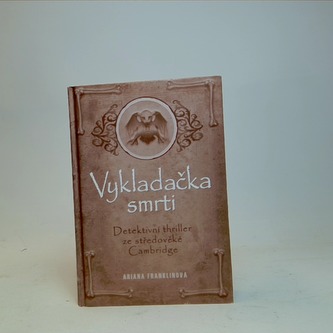 Vykladačka
smrti
Detektivní thriller
ze středověké
Cambridge
ARIANA FRANKLINOVÁ